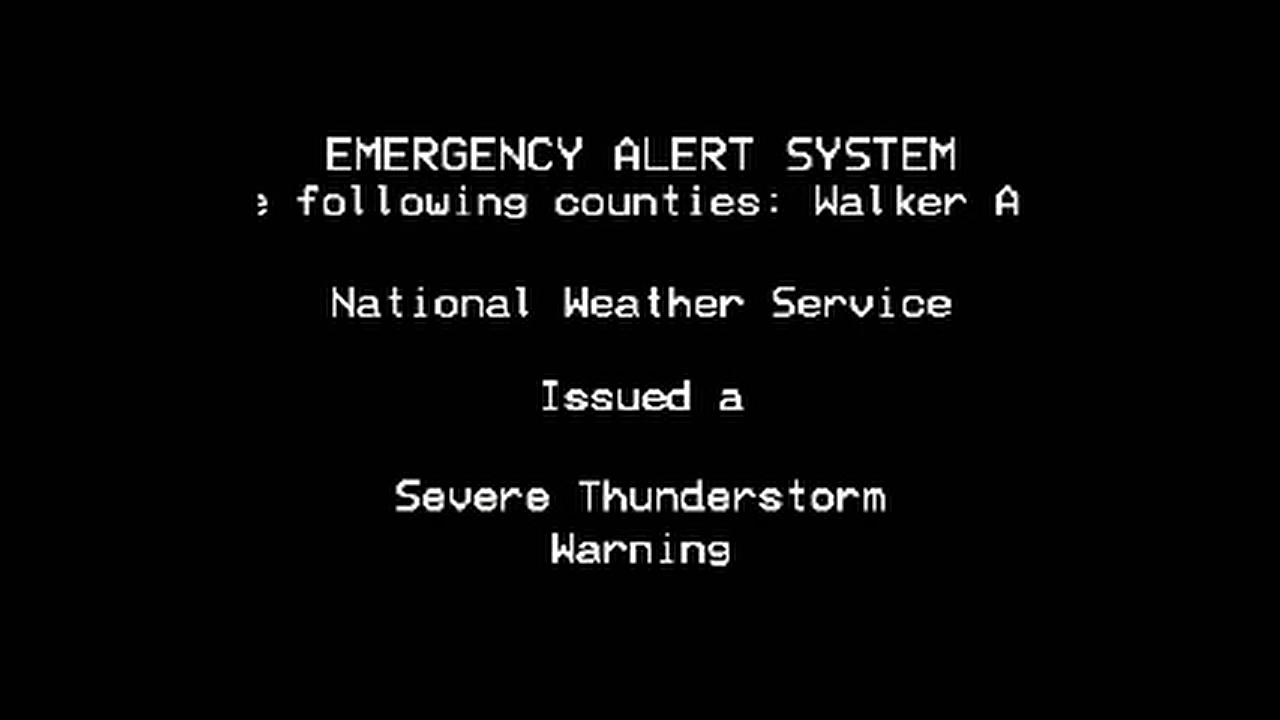 EMERGENCY ALERT SYSTEM
following counties: Walker A
National Weather Service
Issued a
Severe Thunderstorm
Warning